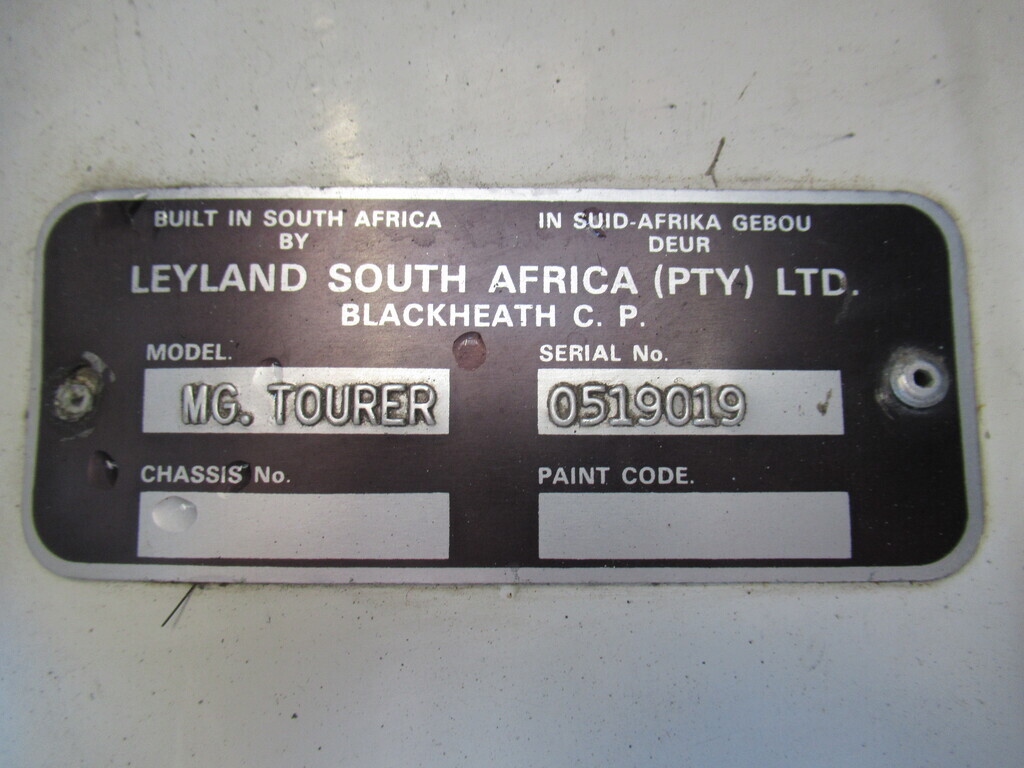 BUILT IN SOUTH AFRICA
BY
IN SUID-AFRIKA GEBOU
DEUR
LEYLAND SOUTH AFRICA (PTY) LTD.
BLACKHEATH C. P.
MODEL.
MG. TOURER
SERIAL No.
0519019
CHASSIS No.
PAINT CODE.